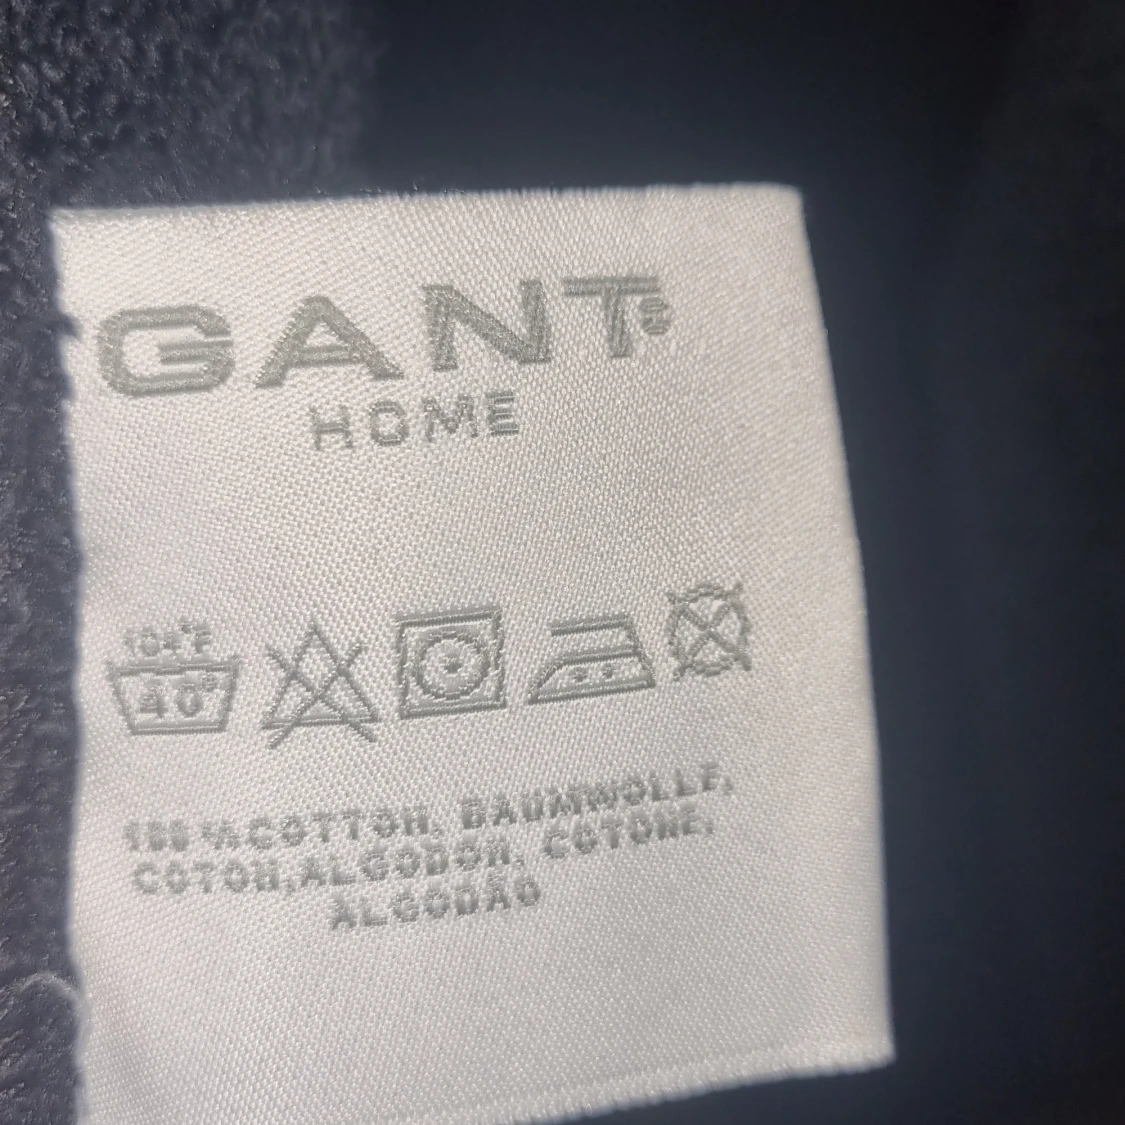 GANT®
HOME
104°F
40°
100 % COTTON, BAUMWOLLE,
COTON, ALGODON, COTONE,
ALGODÃO